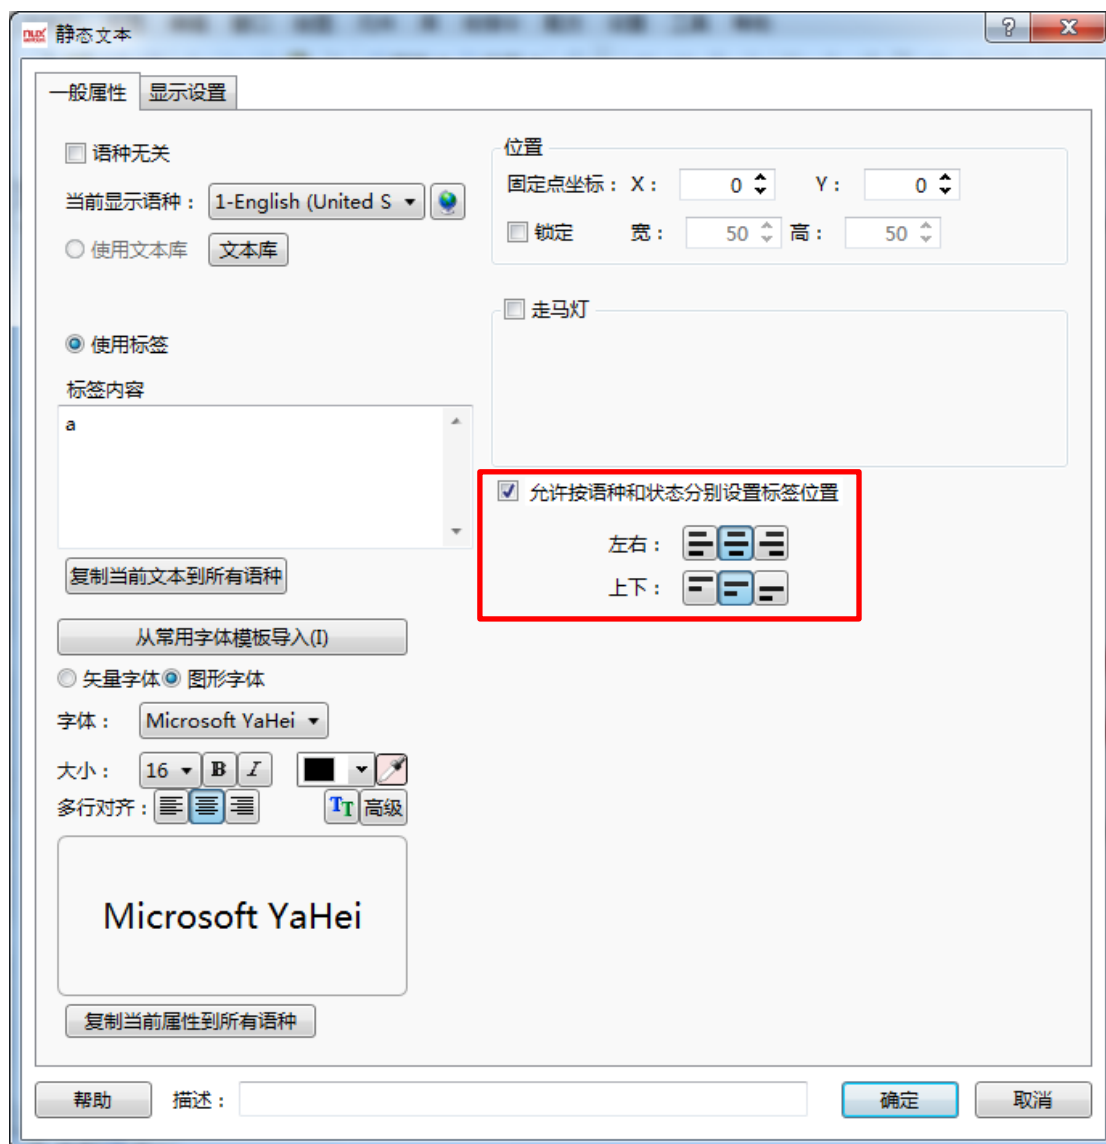 静态文本
一般属性 显示设置
语种无关
当前显示语种： 1-English (United S
使用文本库 文本库
使用标签
标签内容
a
复制当前文本到所有语种
从常用字体模板导入(I)
矢量字体 图形字体
字体： Microsoft YaHei
大小： 16 B I
多行对齐： TT 高级
Microsoft YaHei
复制当前属性到所有语种
位置
固定点坐标： X： 0 Y： 0
锁定 宽： 50 高： 50
走马灯
允许按语种和状态分别设置标签位置
左右：
上下：
帮助 描述： 确定 取消